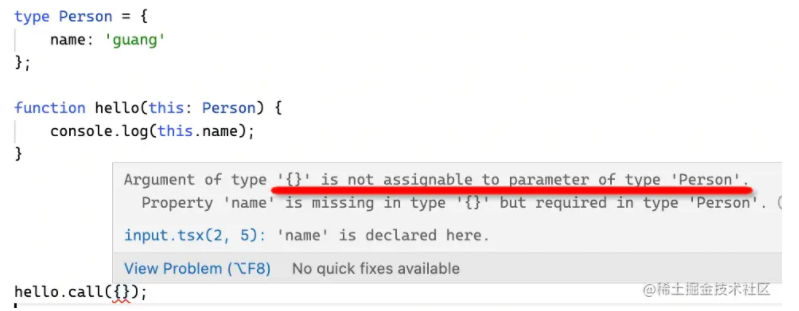 type Person = {
    name: 'guang'
};
function hello(this: Person) {
    console.log(this.name);
}
Argument of type '{}' is not assignable to parameter of type 'Person'.
Property 'name' is missing in type '{}' but required in type 'Person'. (
input.tsx(2, 5): 'name' is declared here.
View Problem (⌥F8) No quick fixes available
hello.call({});
@稀土掘金技术社区